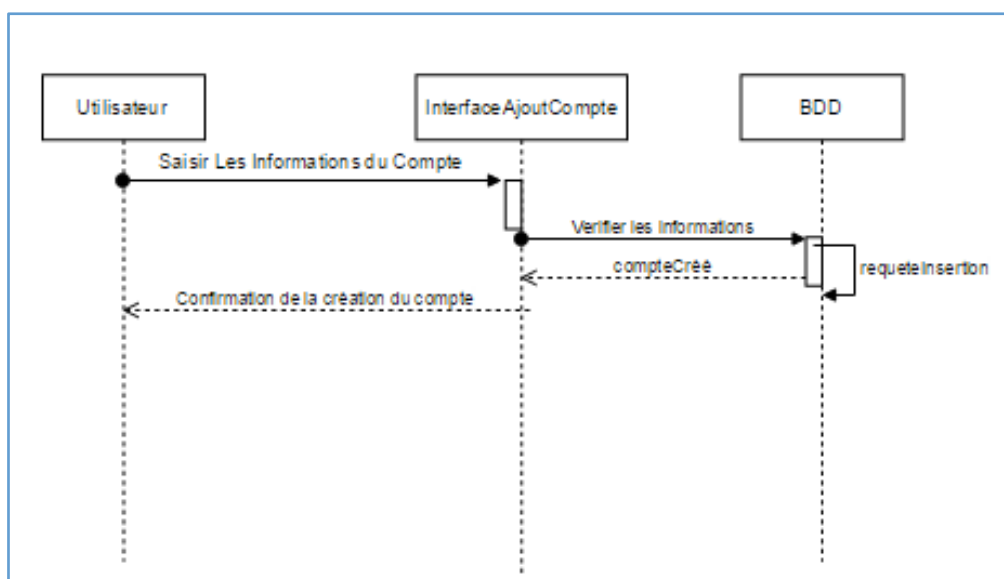 Utilisateur
InterfaceAjoutCompte
BDD
Saisir Les Informations du Compte
Verifier les Informations
compteCréé
requeteInsertion
Confirmation de la création du compte